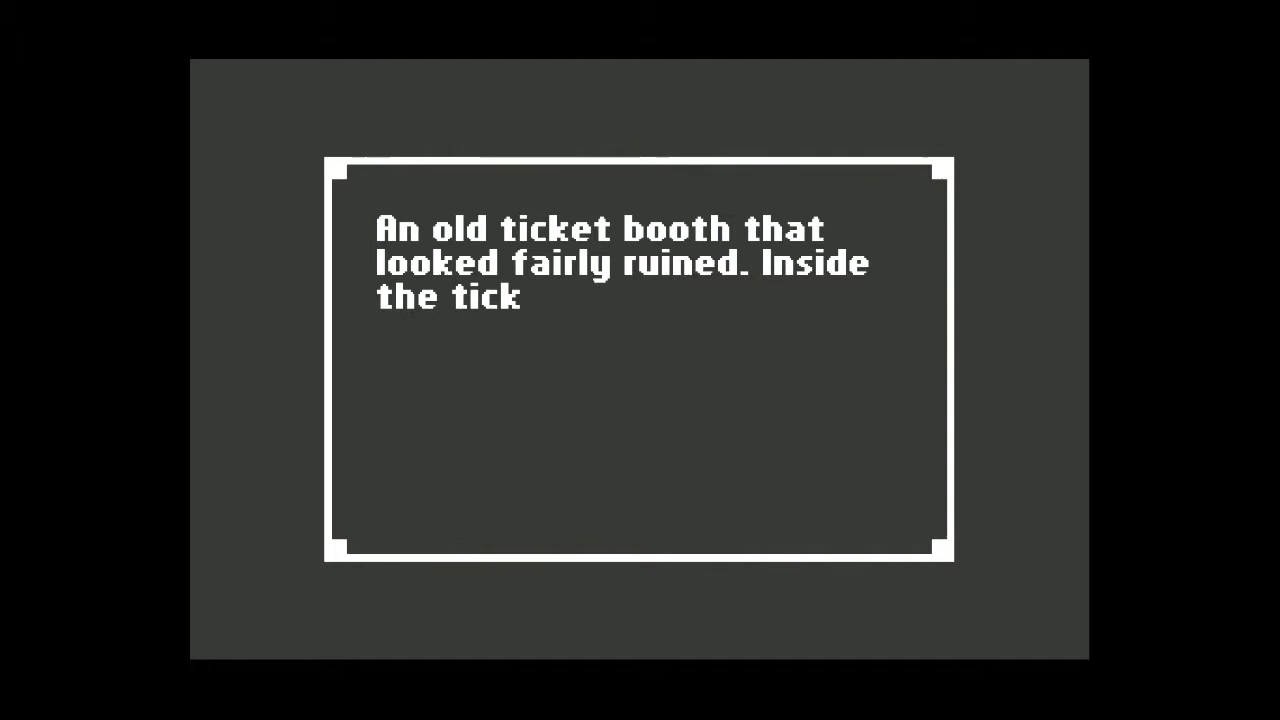 An old ticket booth that
looked fairly ruined. Inside
the tick